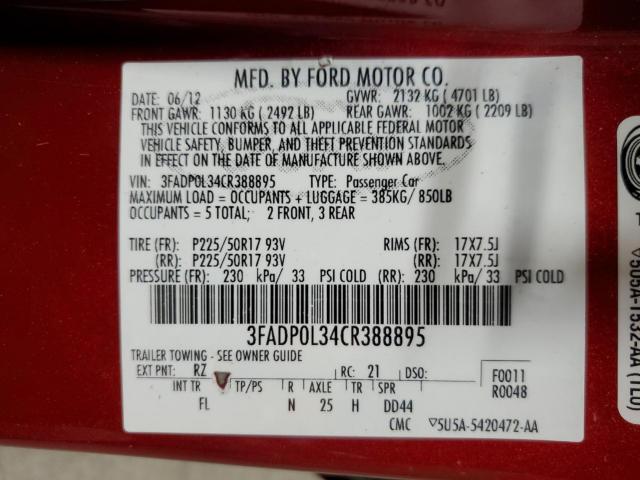 MFD. BY FORD MOTOR CO.
DATE: 06/12 GVWR: 2132 KG ( 4701 LB)
FRONT GAWR: 1130 KG ( 2492 LB) REAR GAWR: 1002 KG ( 2209 LB)
THIS VEHICLE CONFORMS TO ALL APPLICABLE FEDERAL MOTOR
VEHICLE SAFETY, BUMPER, AND THEFT PREVENTION STANDARDS
IN EFFECT ON THE DATE OF MANUFACTURE SHOWN ABOVE.
VIN: 3FADP0L34CR388895 TYPE: Passenger Car
MAXIMUM LOAD = OCCUPANTS + LUGGAGE = 385KG/ 850LB
OCCUPANTS = 5 TOTAL; 2 FRONT, 3 REAR
TIRE (FR): P225/50R17 93V RIMS (FR): 17X7.5J
(RR): P225/50R17 93V (RR): 17X7.5J
PRESSURE (FR): 230 kPa/ 33 PSI COLD (RR): 230 kPa/ 33 PSI COLD
3FADP0L34CR388895
TRAILER TOWING - SEE OWNER GUIDE
EXT PNT: RZ RC: 21 DSO: F0011
INT TR TP/PS R AXLE TR SPR R0048
FL N 25 H DD44
CMC ▽5U5A-5420472-AA